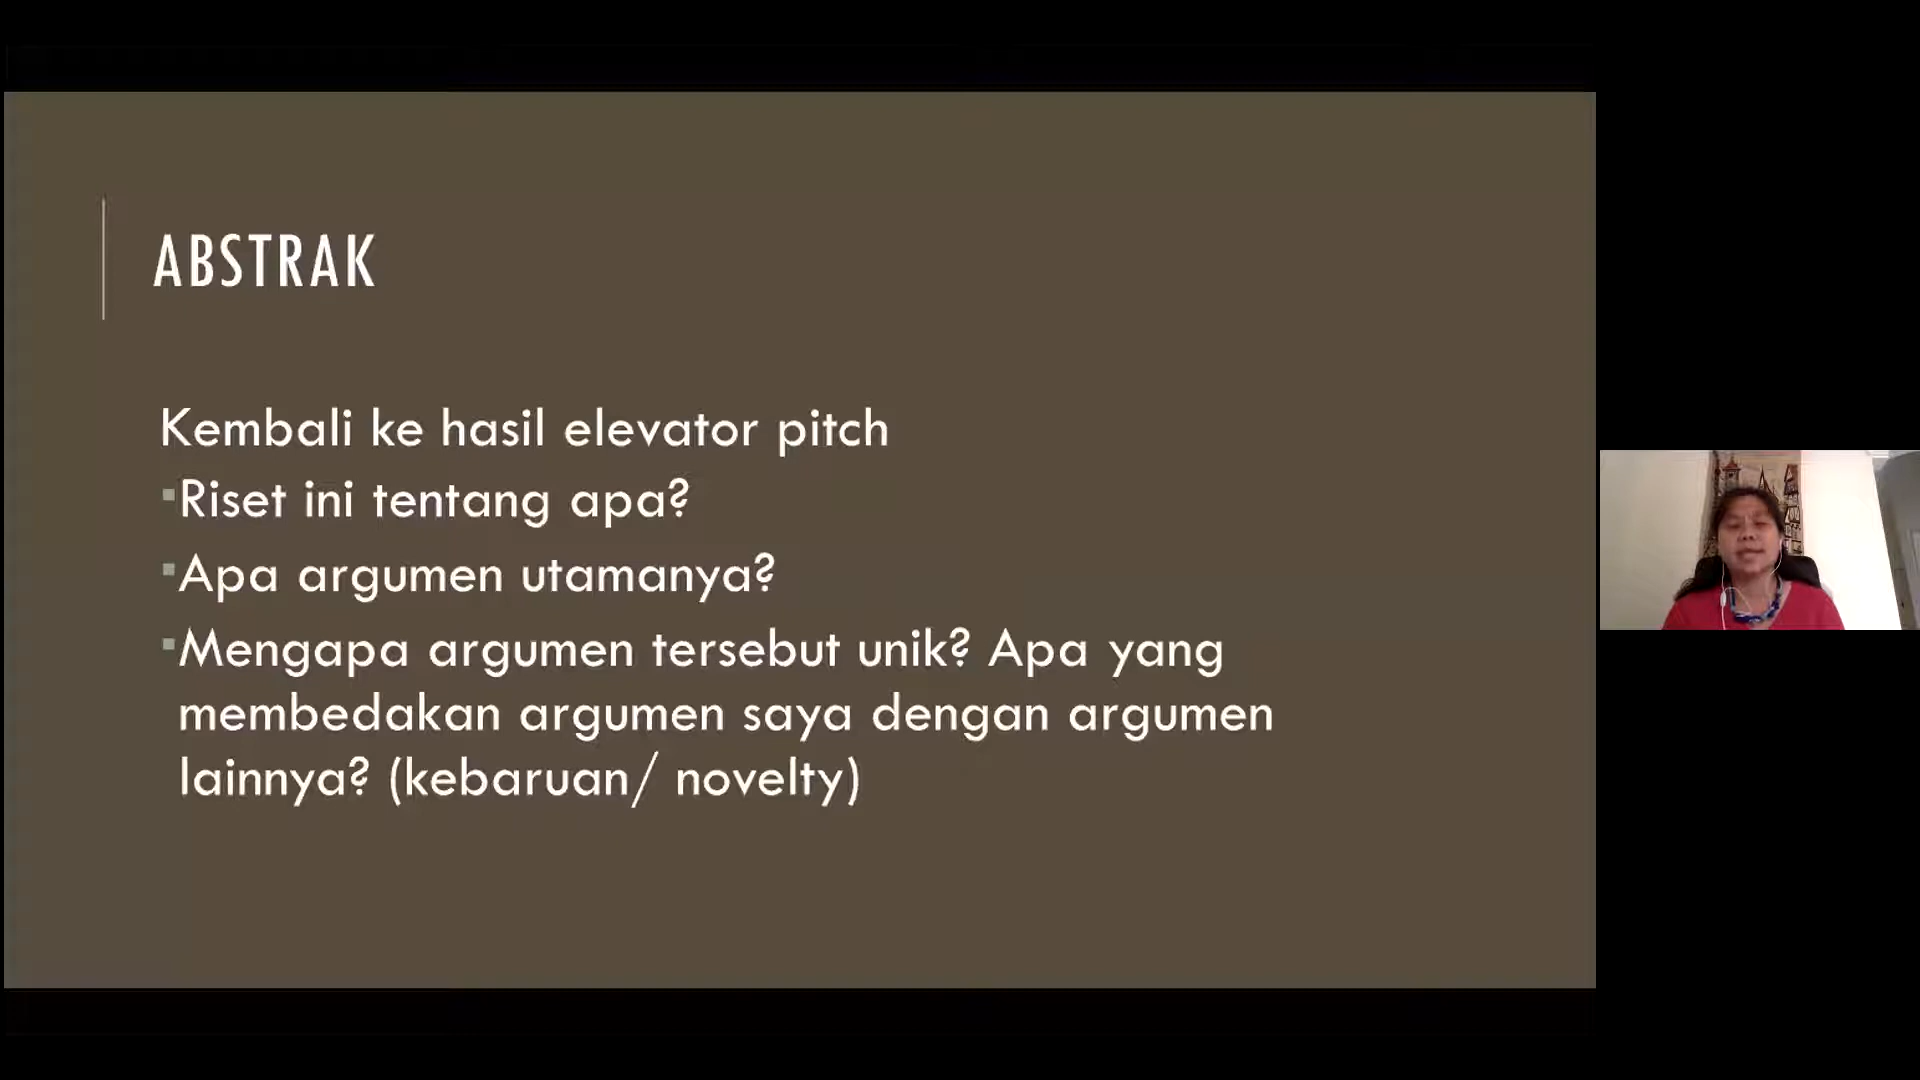 ABSTRAK
Kembali ke hasil elevator pitch
▪Riset ini tentang apa?
▪Apa argumen utamanya?
▪Mengapa argumen tersebut unik? Apa yang
membedakan argumen saya dengan argumen
lainnya? (kebaruan/ novelty)